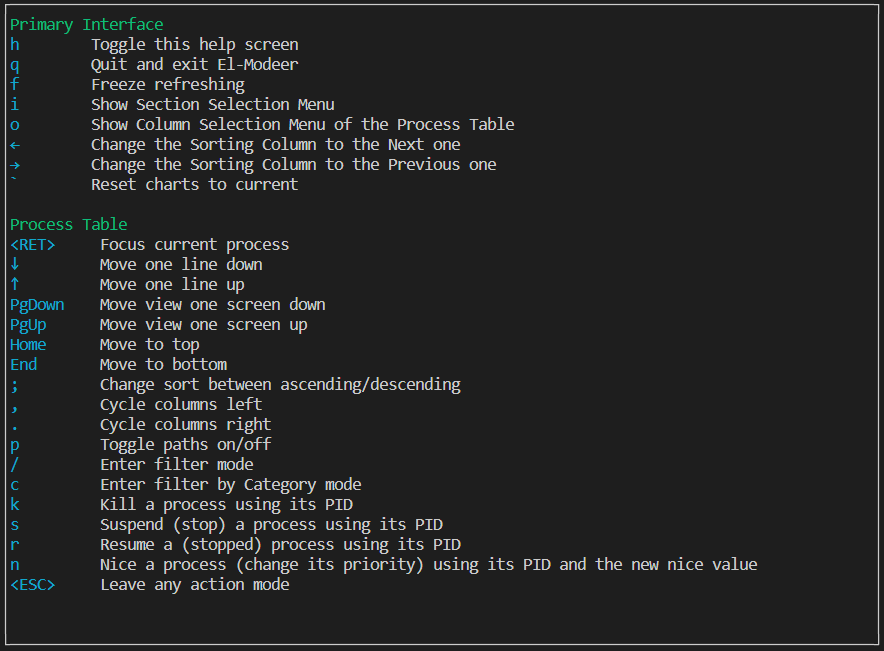 Primary Interface
h Toggle this help screen
q Quit and exit El-Modeer
f Freeze refreshing
i Show Section Selection Menu
o Show Column Selection Menu of the Process Table
← Change the Sorting Column to the Next one
→ Change the Sorting Column to the Previous one
` Reset charts to current
Process Table
<RET> Focus current process
↓ Move one line down
↑ Move one line up
PgDown Move view one screen down
PgUp Move view one screen up
Home Move to top
End Move to bottom
; Change sort between ascending/descending
, Cycle columns left
. Cycle columns right
p Toggle paths on/off
/ Enter filter mode
c Enter filter by Category mode
k Kill a process using its PID
s Suspend (stop) a process using its PID
r Resume a (stopped) process using its PID
n Nice a process (change its priority) using its PID and the new nice value
<ESC> Leave any action mode